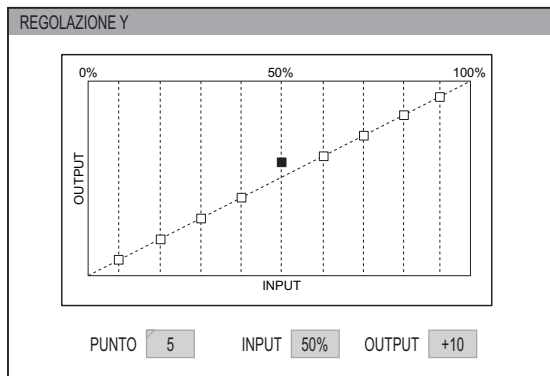 REGOLAZIONE Y
0% 50% 100%
OUTPUT
INPUT
PUNTO 5 INPUT 50% OUTPUT +10